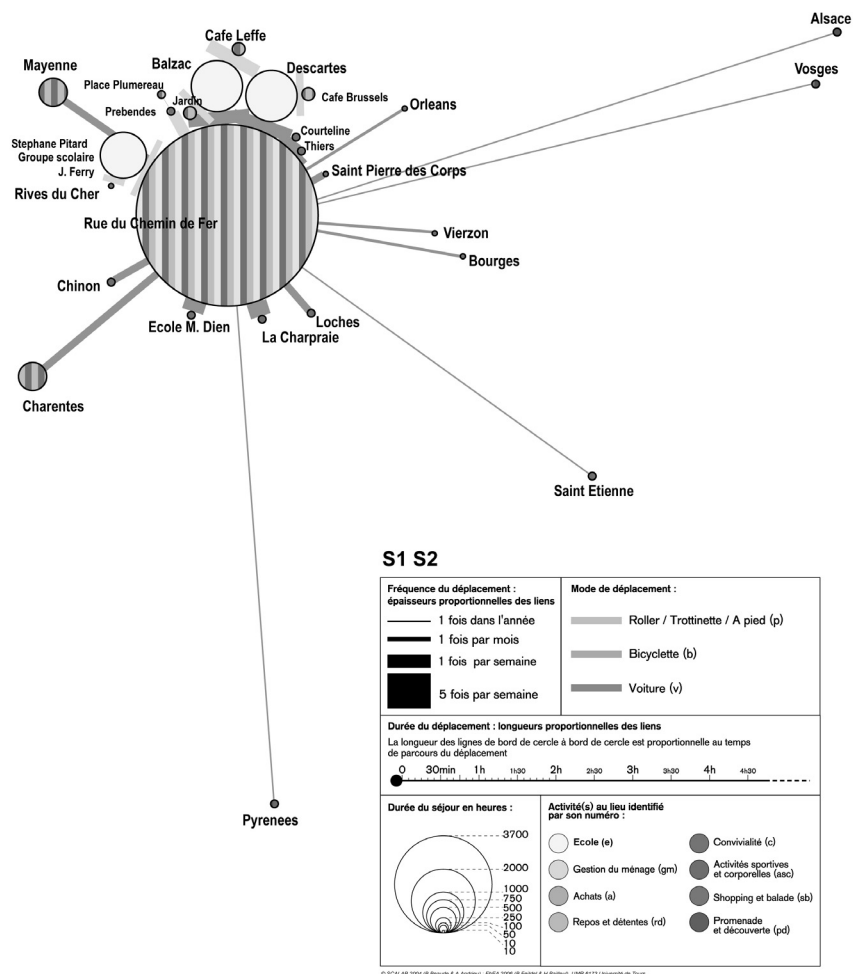 Alsace
Cafe Leffe
Vosges
Balzac
Descartes
Mayenne
Place Plumereau
Jardin
Cafe Brussels
Prebendes
Orleans
Courteline
Thiers
Stephane Pitard
Groupe scolaire
J. Ferry
Saint Pierre des Corps
Rives du Cher
Rue du Chemin de Fer
Vierzon
Bourges
Chinon
Ecole M. Dien
Loches
La Charpraie
Charentes
Saint Etienne
Pyrenees
S1 S2
Fréquence du déplacement :
épaisseurs proportionnelles des liens
1 fois dans l'année
1 fois par mois
1 fois par semaine
5 fois par semaine
Mode de déplacement :
Roller / Trottinette / A pied (p)
Bicyclette (b)
Voiture (v)
Durée du déplacement : longueurs proportionnelles des liens
La longueur des lignes de bord de cercle à bord de cercle est proportionnelle au temps
de parcours du déplacement
0 30min 1h 1h30 2h 2h30 3h 3h30 4h 4h30
Durée du séjour en heures :
3700
2000
1000
750
500
250
100
50
10
10
Activité(s) au lieu identifié
par son numéro :
Ecole (e)
Gestion du ménage (gm)
Achats (a)
Repos et détentes (rd)
Convivialité (c)
Activités sportives
et corporelles (asc)
Shopping et balade (sb)
Promenade
et découverte (pd)